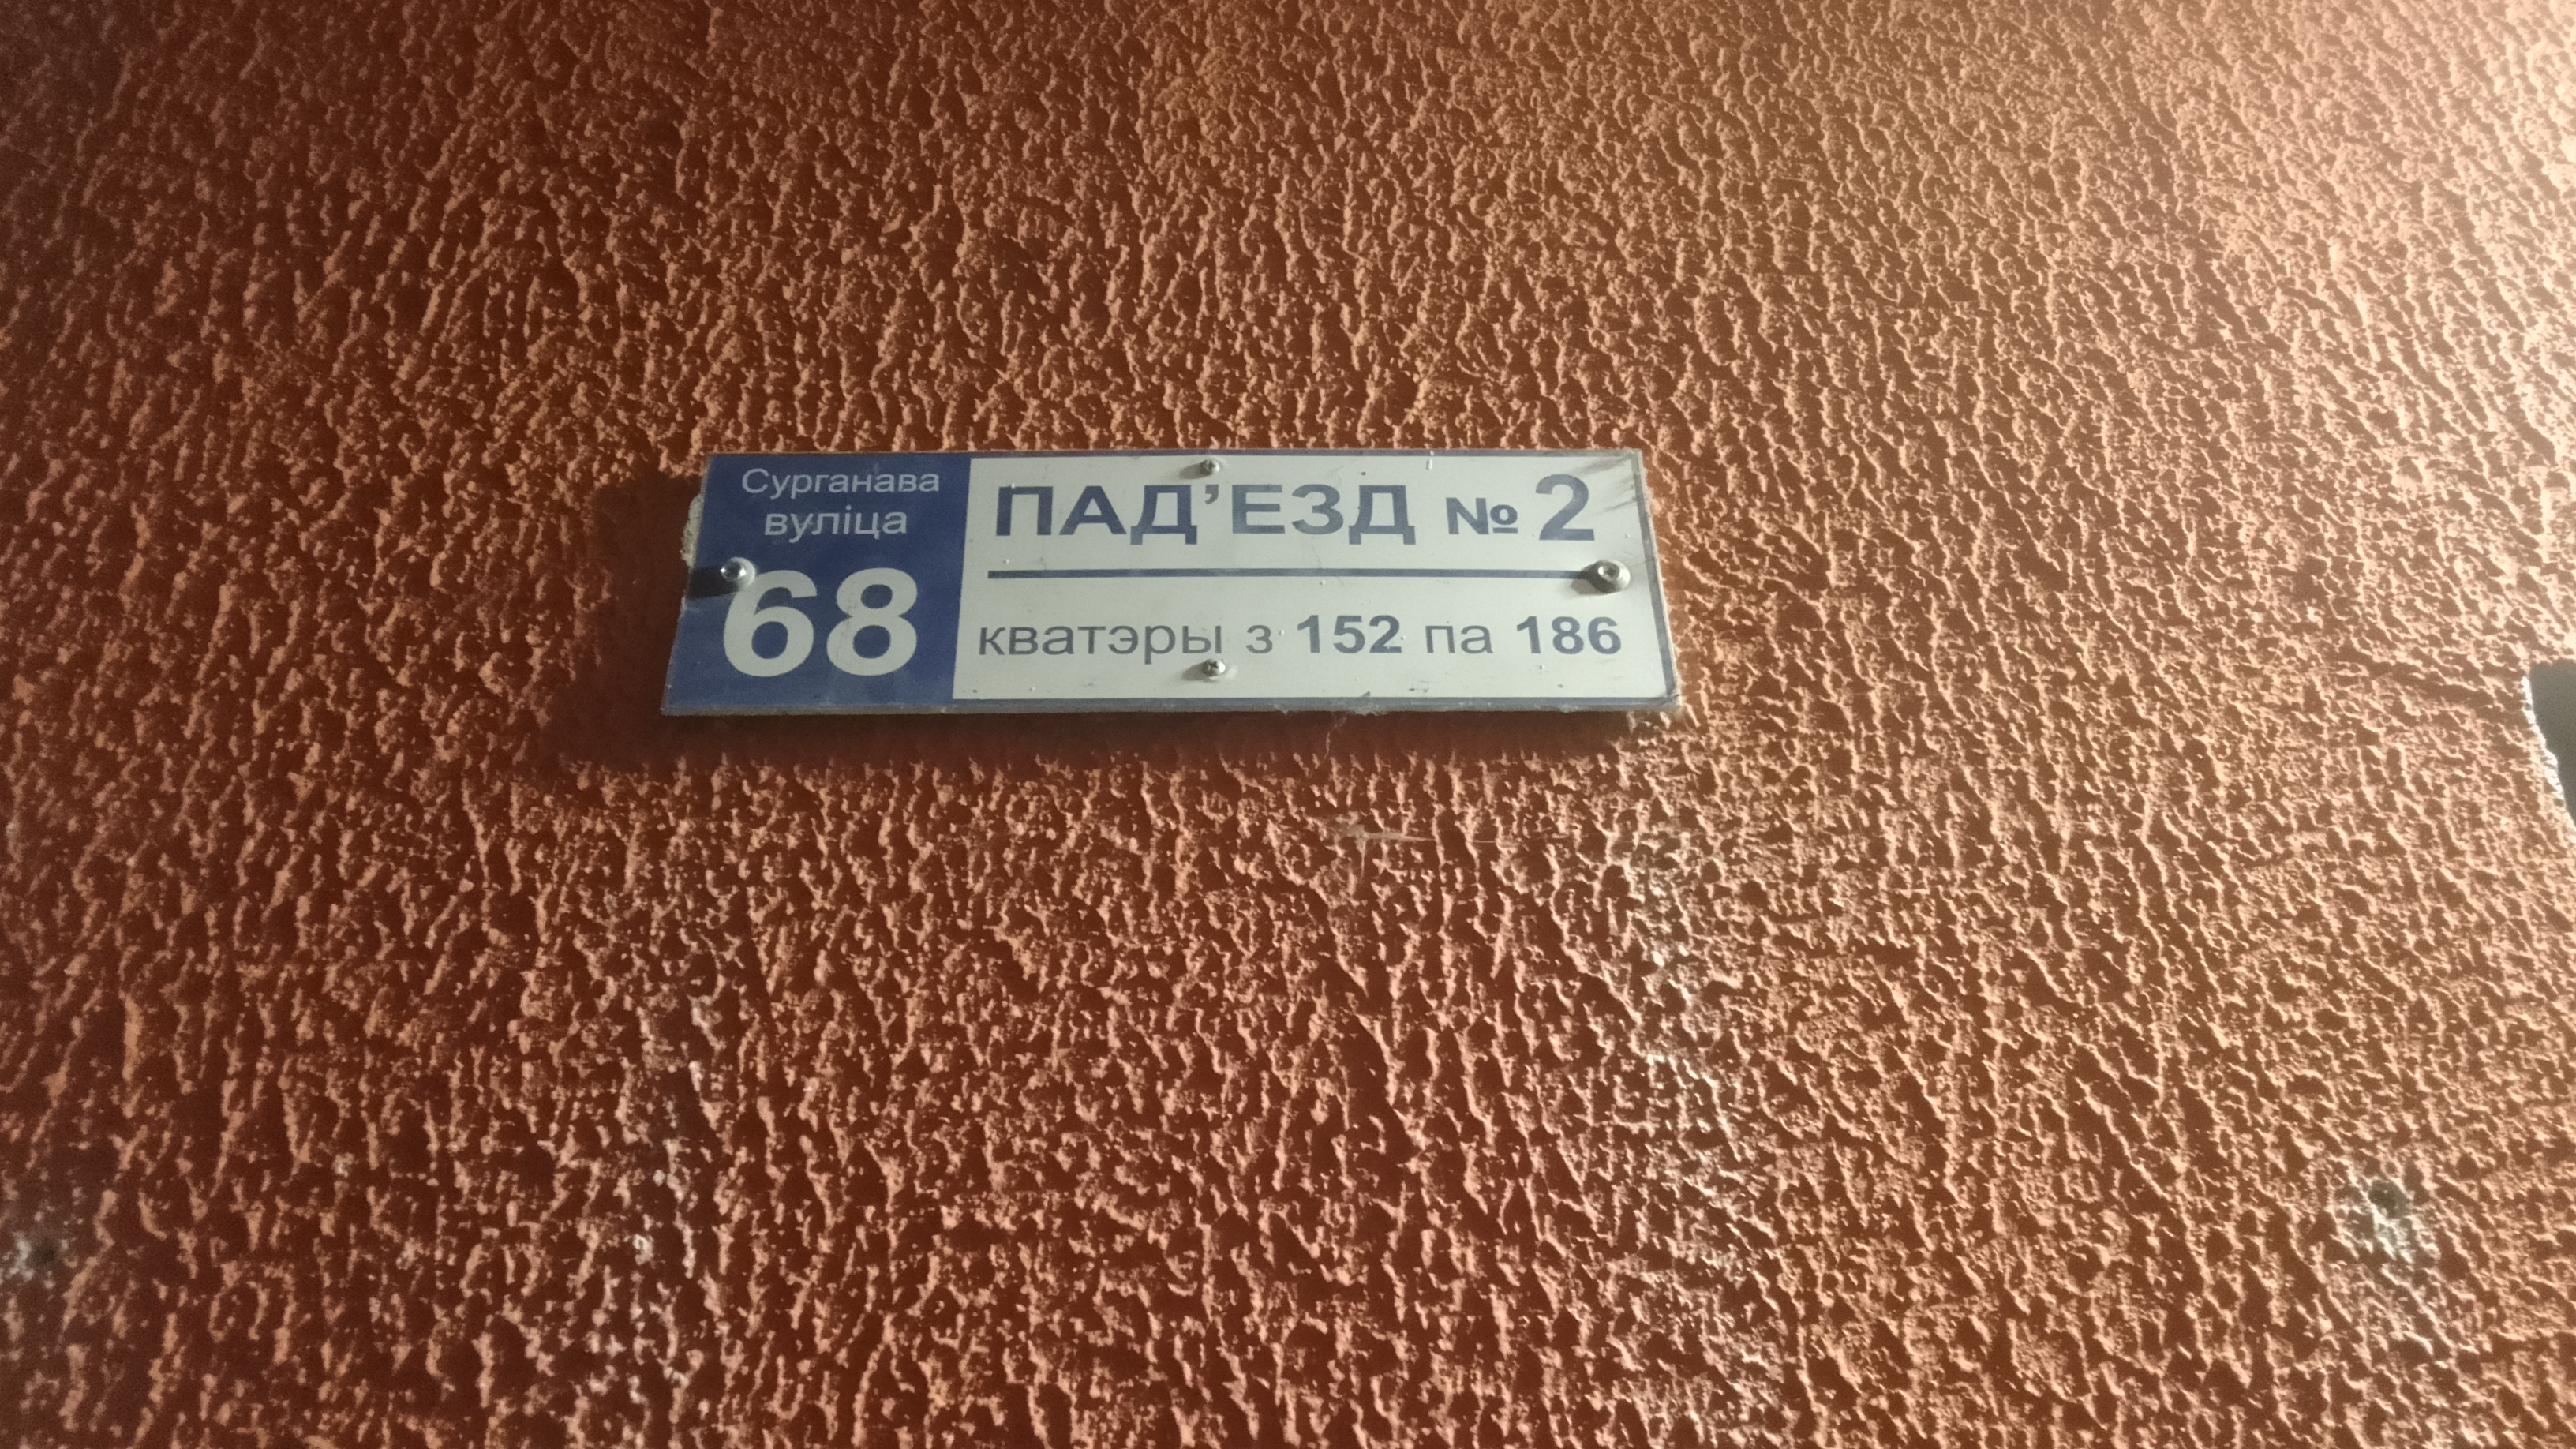 Сурганава
вуліца
68
ПАД’ЕЗД № 2
кватэры з 152 па 186